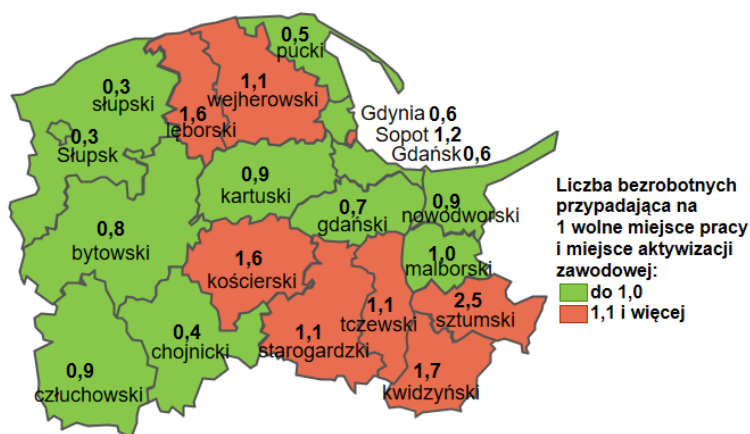 0,5
pucki
0,3
słupski
1,1
wejherowski
1,6
lęborski
Gdynia 0,6
Sopot 1,2
Gdańsk 0,6
0,3
Słupsk
0,9
kartuski
0,7
gdański
0,9
nowodworski
0,8
bytowski
1,6
kościerski
1,0
malborski
2,5
sztumski
1,1
tczewski
1,1
starogardzki
0,4
chojnicki
0,9
człuchowski
1,7
kwidzyński
Liczba bezrobotnych
przypadająca na
1 wolne miejsce pracy
i miejsce aktywizacji
zawodowej:
do 1,0
1,1 i więcej